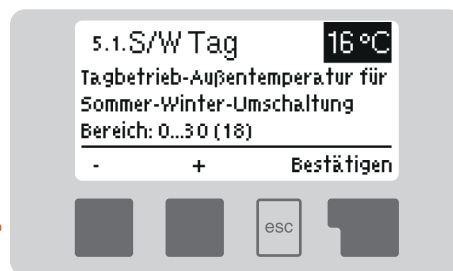 5.1.S/W Tag 16 °C
Tagbetrieb-Außentemperatur für
Sommer-Winter-Umschaltung
Bereich: 0...30 (18)
- + Bestätigen
esc